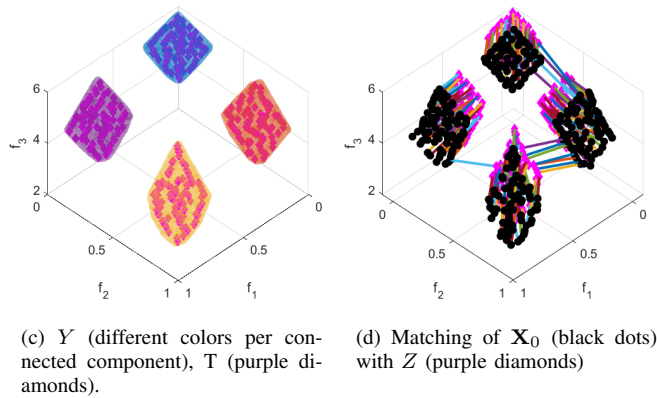 6
4
2
f3
0
0.5
1
f2
1
0.5
0
f1
6
4
2
f3
0
0.5
1
f2
1
0.5
0
f1
(c) Y (different colors per con-
nected component), T (purple di-
amonds).
(d) Matching of X0 (black dots)
with Z (purple diamonds)